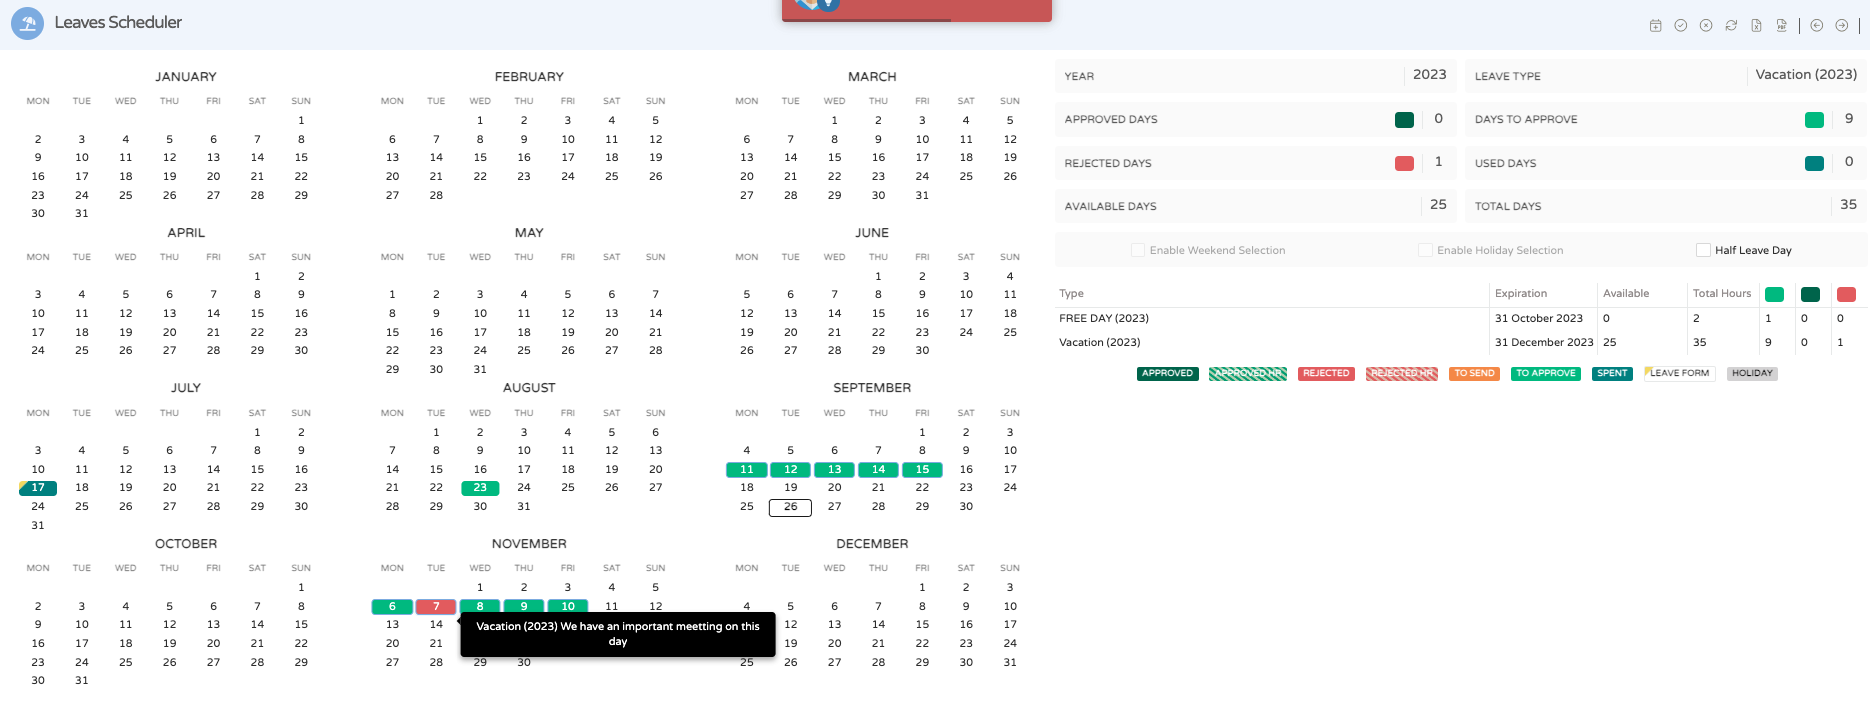 Leaves Scheduler
JANUARY FEBRUARY MARCH
MON TUE WED THU FRI SAT SUN MON TUE WED THU FRI SAT SUN MON TUE WED THU FRI SAT SUN
1 1 2 3 4 5 1 2 3 4 5
2 3 4 5 6 7 8 6 7 8 9 10 11 12 6 7 8 9 10 11 12
9 10 11 12 13 14 15 13 14 15 16 17 18 19 13 14 15 16 17 18 19
16 17 18 19 20 21 22 20 21 22 23 24 25 26 20 21 22 23 24 25 26
23 24 25 26 27 28 29 27 28 27 28 29 30 31
30 31
APRIL MAY JUNE
MON TUE WED THU FRI SAT SUN MON TUE WED THU FRI SAT SUN MON TUE WED THU FRI SAT SUN
1 2 1 2 3 4
3 4 5 6 7 8 9 1 2 3 4 5 6 7 5 6 7 8 9 10 11
10 11 12 13 14 15 16 8 9 10 11 12 13 14 12 13 14 15 16 17 18
17 18 19 20 21 22 23 15 16 17 18 19 20 21 19 20 21 22 23 24 25
24 25 26 27 28 29 30 22 23 24 25 26 27 28 26 27 28 29 30
29 30 31
JULY AUGUST SEPTEMBER
MON TUE WED THU FRI SAT SUN MON TUE WED THU FRI SAT SUN MON TUE WED THU FRI SAT SUN
1 2 1 2 3 4 5 6 1 2 3
3 4 5 6 7 8 9 7 8 9 10 11 12 13 4 5 6 7 8 9 10
10 11 12 13 14 15 16 14 15 16 17 18 19 20 11 12 13 14 15 16 17
17 18 19 20 21 22 23 21 22 23 24 25 26 27 18 19 20 21 22 23 24
24 25 26 27 28 29 30 28 29 30 31 25 26 27 28 29 30
31
OCTOBER NOVEMBER DECEMBER
MON TUE WED THU FRI SAT SUN MON TUE WED THU FRI SAT SUN MON TUE WED THU FRI SAT SUN
1 1 2 3 4 5 1 2 3
2 3 4 5 6 7 8 6 7 8 9 10 11 12 4 5 6 7 8 9 10
9 10 11 12 13 14 15 13 14 12 13 14 15 16 17
16 17 18 19 20 21 22 20 21 19 20 21 22 23 24
23 24 25 26 27 28 29 27 28 29 30 25 26 27 28 29 30 31
30 31
Vacation (2023) We have an important meetting on this
day
YEAR 2023 LEAVE TYPE Vacation (2023)
APPROVED DAYS 0 DAYS TO APPROVE 9
REJECTED DAYS 1 USED DAYS 0
AVAILABLE DAYS 25 TOTAL DAYS 35
Enable Weekend Selection Enable Holiday Selection Half Leave Day
Type Expiration Available Total Hours
FREE DAY (2023) 31 October 2023 0 2 1 0 0
Vacation (2023) 31 December 2023 25 35 9 0 1
APPROVED APPROVED HR REJECTED REJECTED HR TO SEND TO APPROVE SPENT LEAVE FORM HOLIDAY